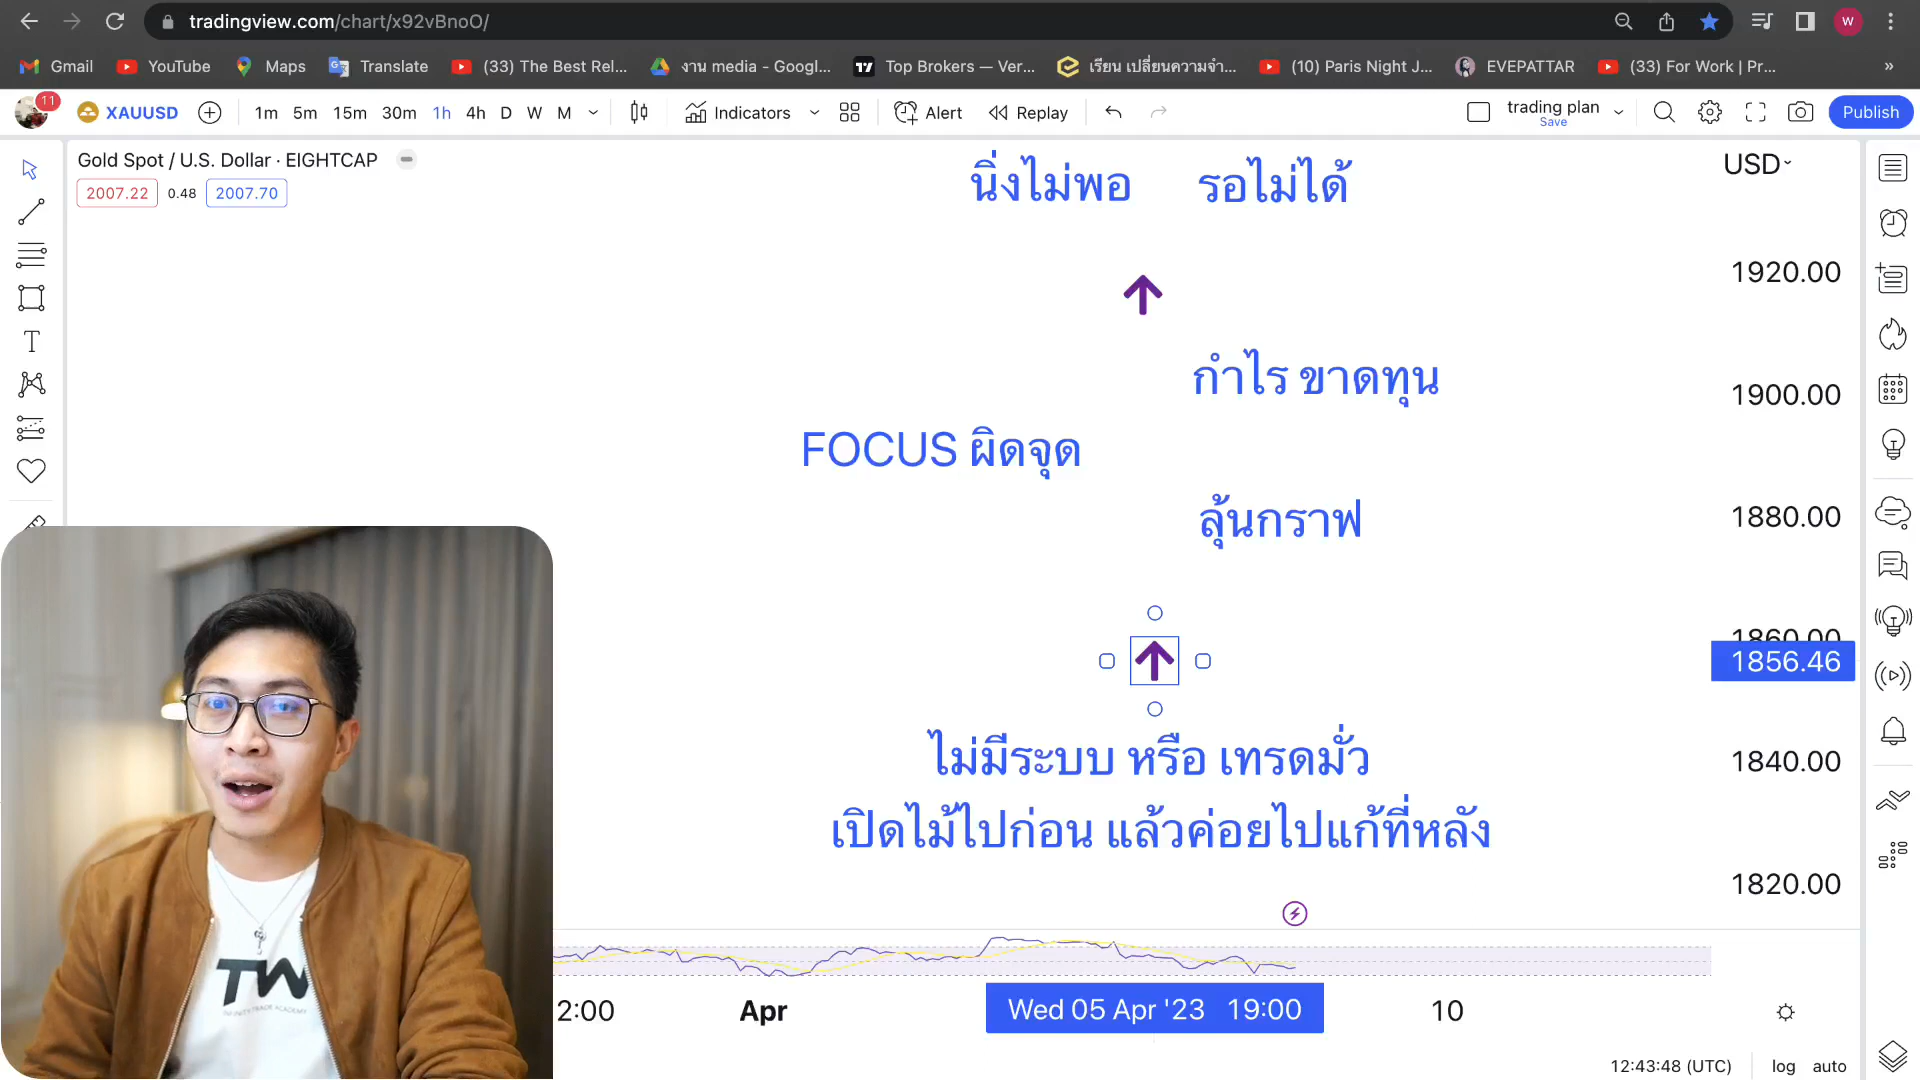 tradingview.com/chart/x92vBnoO/
W
Gmail YouTube Maps Translate (33) The Best Rel... งาน media - Googl... Top Brokers — Ver... เรียน เปลี่ยนความจำ... (10) Paris Night J... EVEPATTAR (33) For Work | Pr... »
11 XAUUSD 1m 5m 15m 30m 1h 4h D W M Indicators Alert Replay trading plan Publish
Save
Gold Spot / U.S. Dollar · EIGHTCAP
2007.22 0.48 2007.70
USD
นิ่งไม่พอ รอไม่ได้
1920.00
กำไร ขาดทุน
1900.00
FOCUS ผิดจุด
ลุ้นกราฟ
1880.00
1860.00
1856.46
ไม่มีระบบ หรือ เทรดมั่ว
1840.00
เปิดไม้ไปก่อน แล้วค่อยไปแก้ที่หลัง
1820.00
TW
2:00 Apr Wed 05 Apr '23 19:00 10
12:43:48 (UTC) log auto